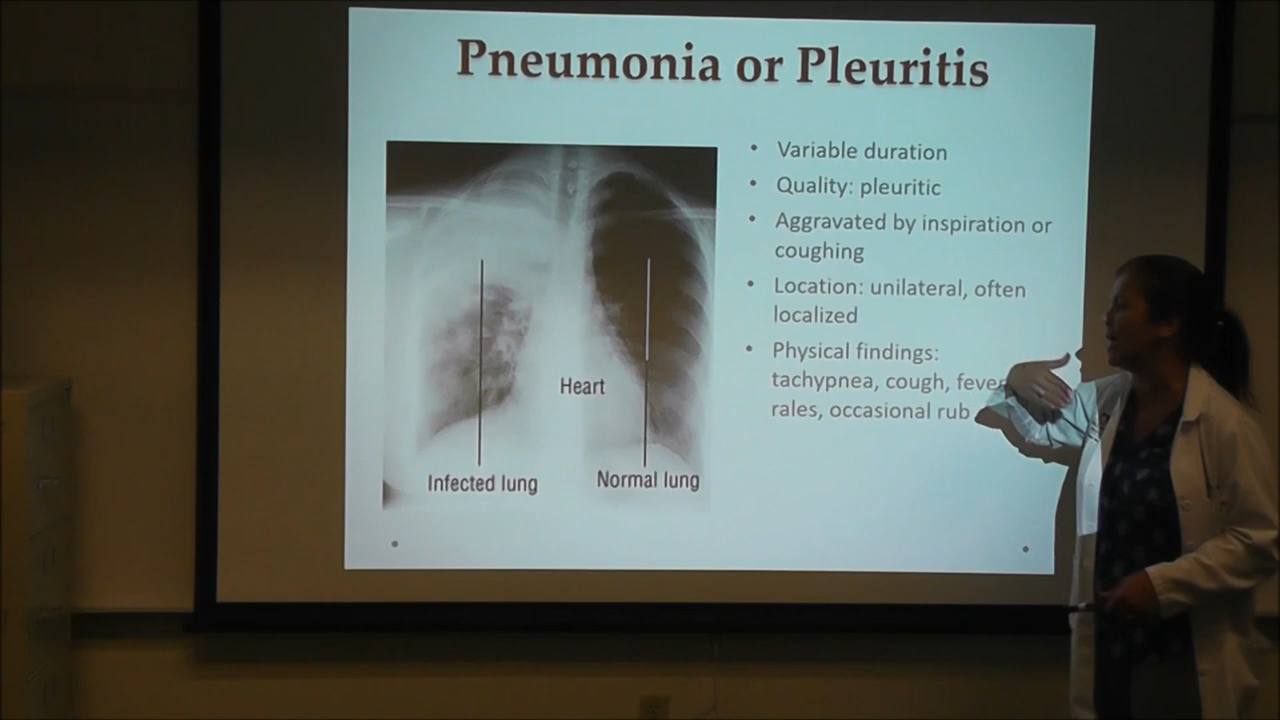 Pneumonia or Pleuritis
• Variable duration
• Quality: pleuritic
• Aggravated by inspiration or
coughing
• Location: unilateral, often
localized
• Physical findings:
tachypnea, cough, fever
rales, occasional rub
Heart
Infected lung
Normal lung